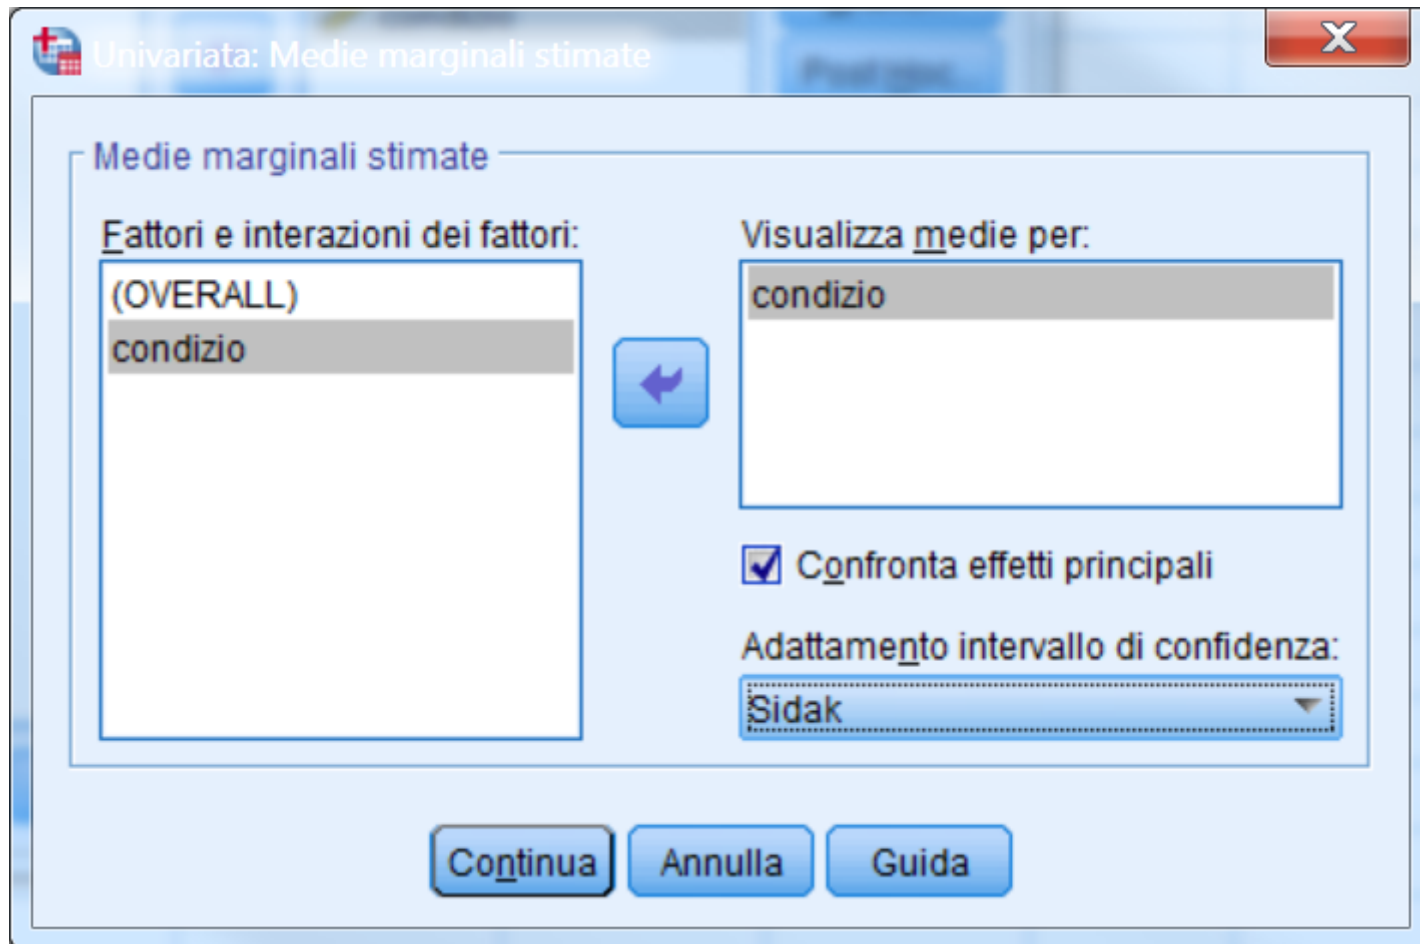 Univariata: Medie marginali stimate
Medie marginali stimate
Fattori e interazioni dei fattori:
(OVERALL)
condizio
Visualizza medie per:
condizio
Confronta effetti principali
Adattamento intervallo di confidenza:
Sidak
Continua
Annulla
Guida